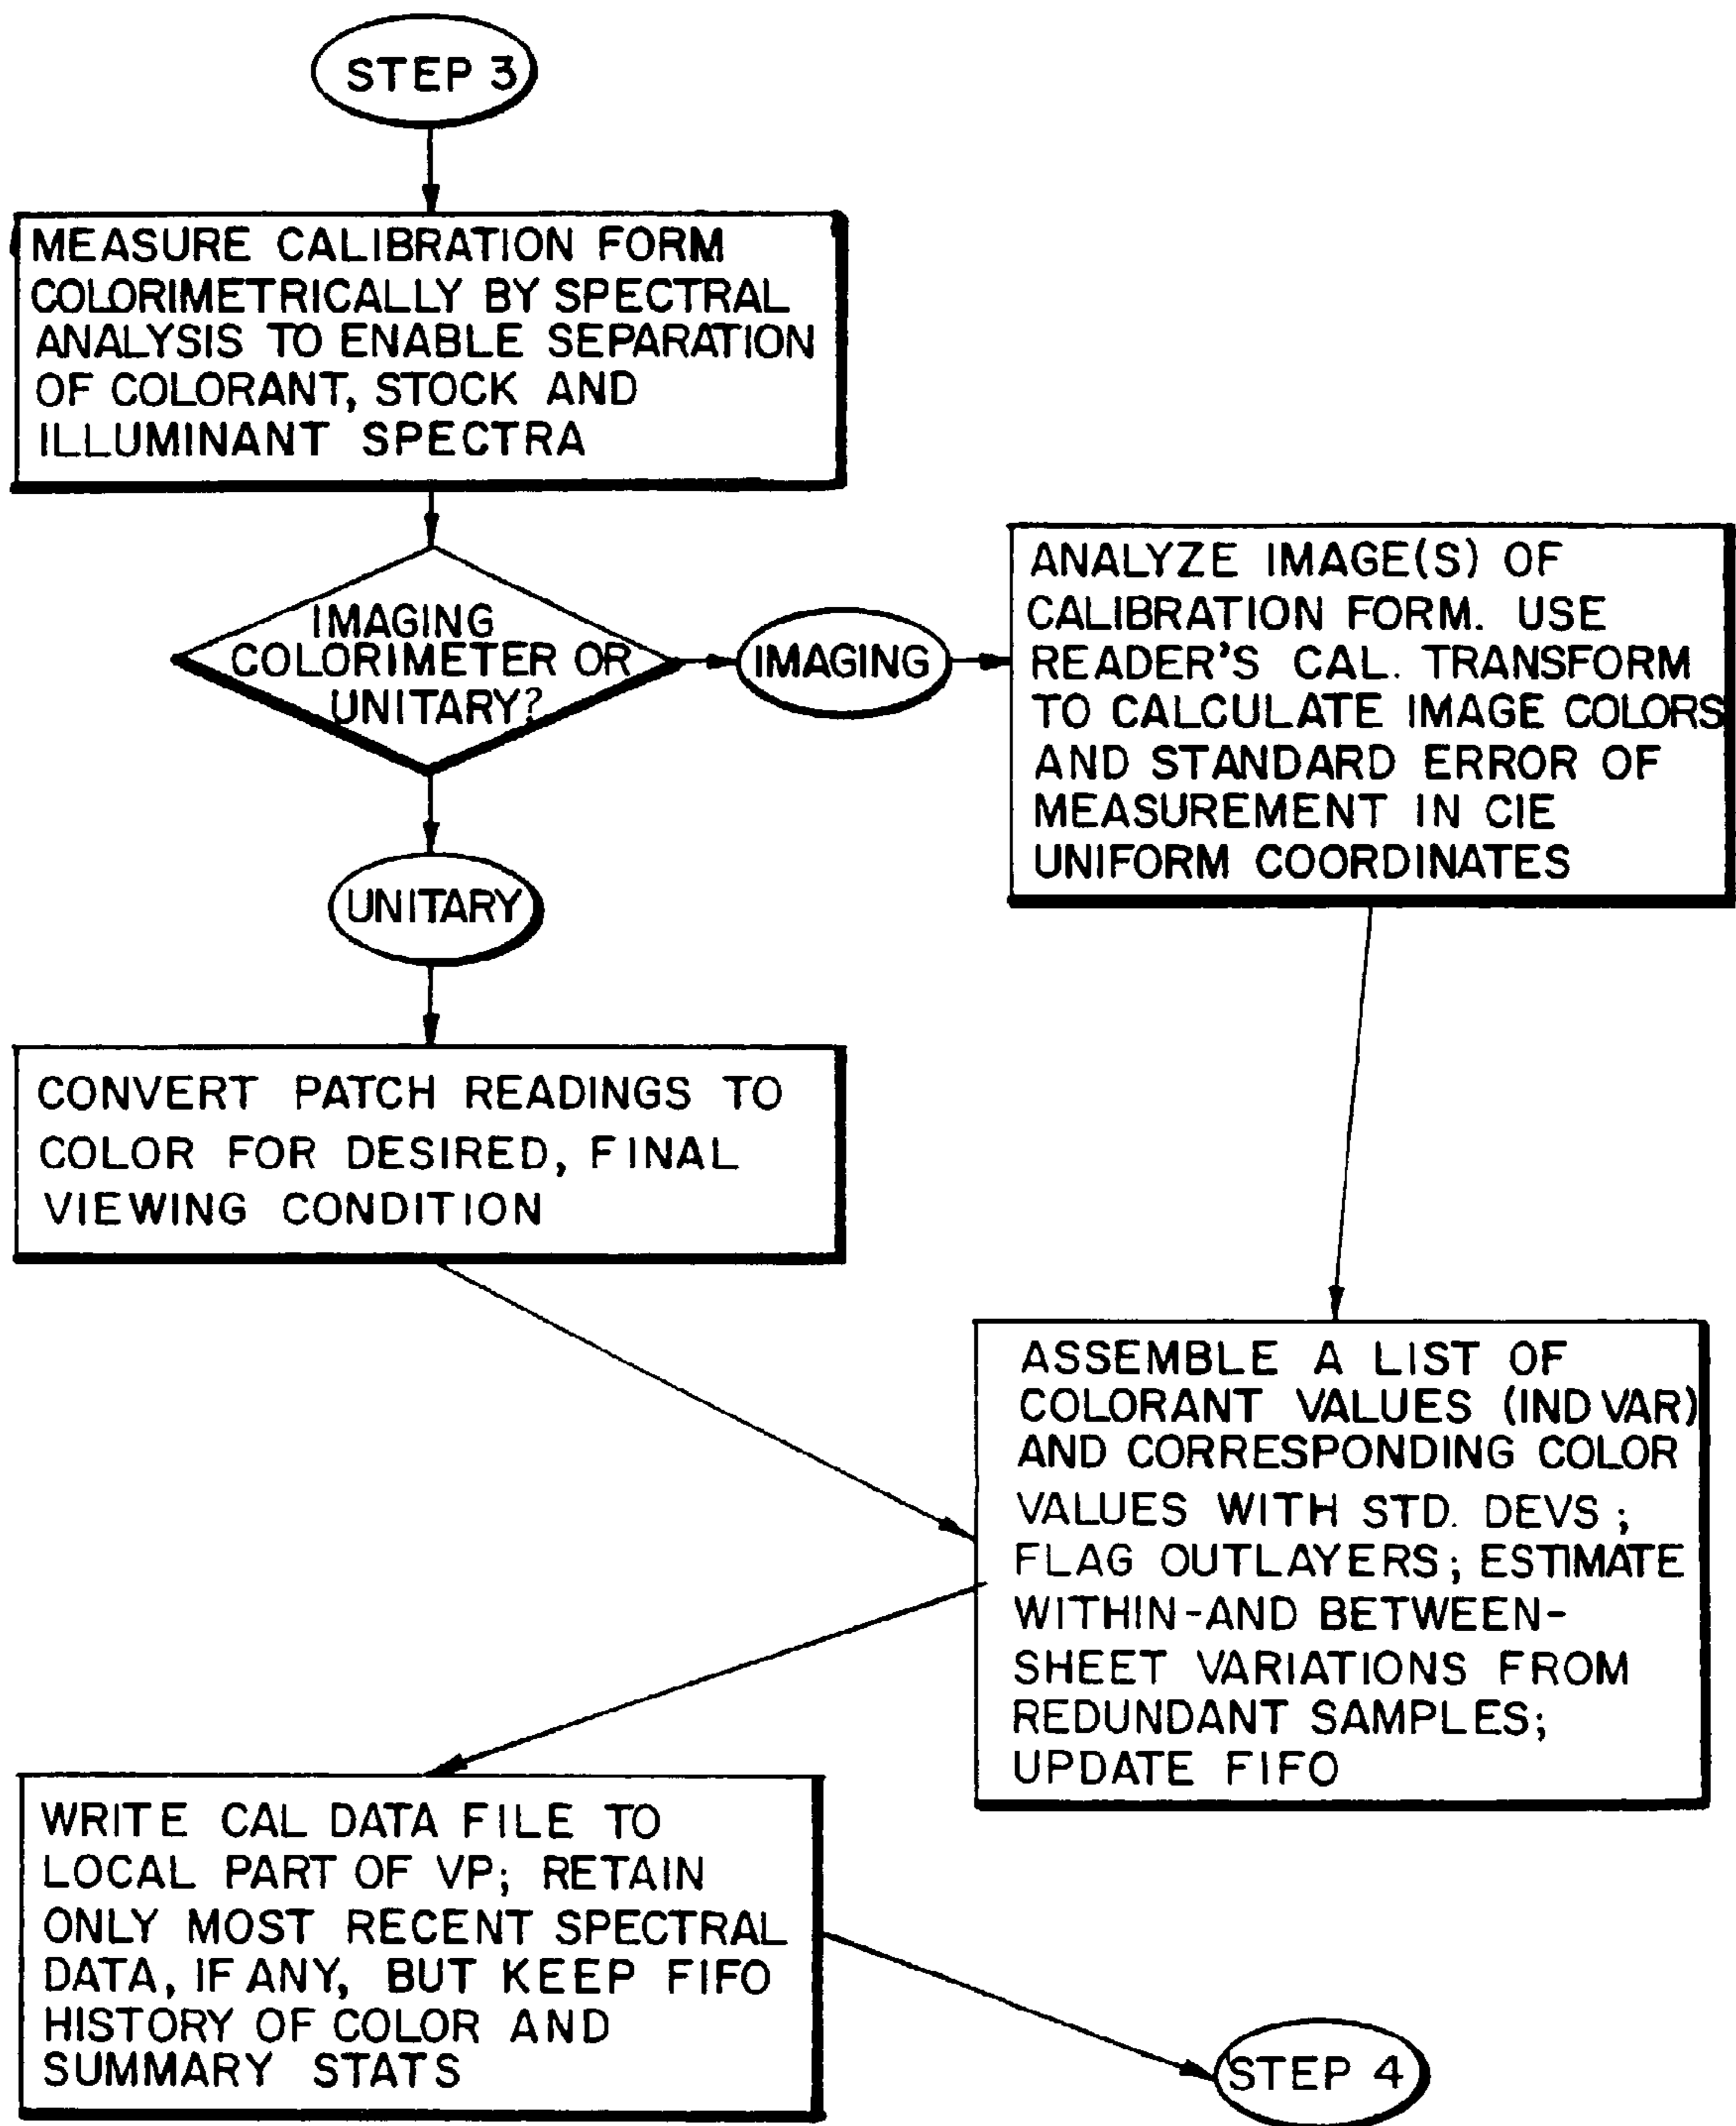 STEP 3
MEASURE CALIBRATION FORM
COLORIMETRICALLY BY SPECTRAL
ANALYSIS TO ENABLE SEPARATION
OF COLORANT, STOCK AND
ILLUMINANT SPECTRA
IMAGING
COLORIMETER OR
UNITARY?
IMAGING
ANALYZE IMAGE(S) OF
CALIBRATION FORM. USE
READER'S CAL. TRANSFORM
TO CALCULATE IMAGE COLORS
AND STANDARD ERROR OF
MEASUREMENT IN CIE
UNIFORM COORDINATES
UNITARY
CONVERT PATCH READINGS TO
COLOR FOR DESIRED, FINAL
VIEWING CONDITION
ASSEMBLE A LIST OF
COLORANT VALUES (IND VAR)
AND CORRESPONDING COLOR
VALUES WITH STD. DEVS;
FLAG OUTLAYERS; ESTIMATE
WITHIN-AND BETWEEN-
SHEET VARIATIONS FROM
REDUNDANT SAMPLES;
UPDATE FIFO
WRITE CAL DATA FILE TO
LOCAL PART OF VP; RETAIN
ONLY MOST RECENT SPECTRAL
DATA, IF ANY, BUT KEEP FIFO
HISTORY OF COLOR AND
SUMMARY STATS
STEP 4